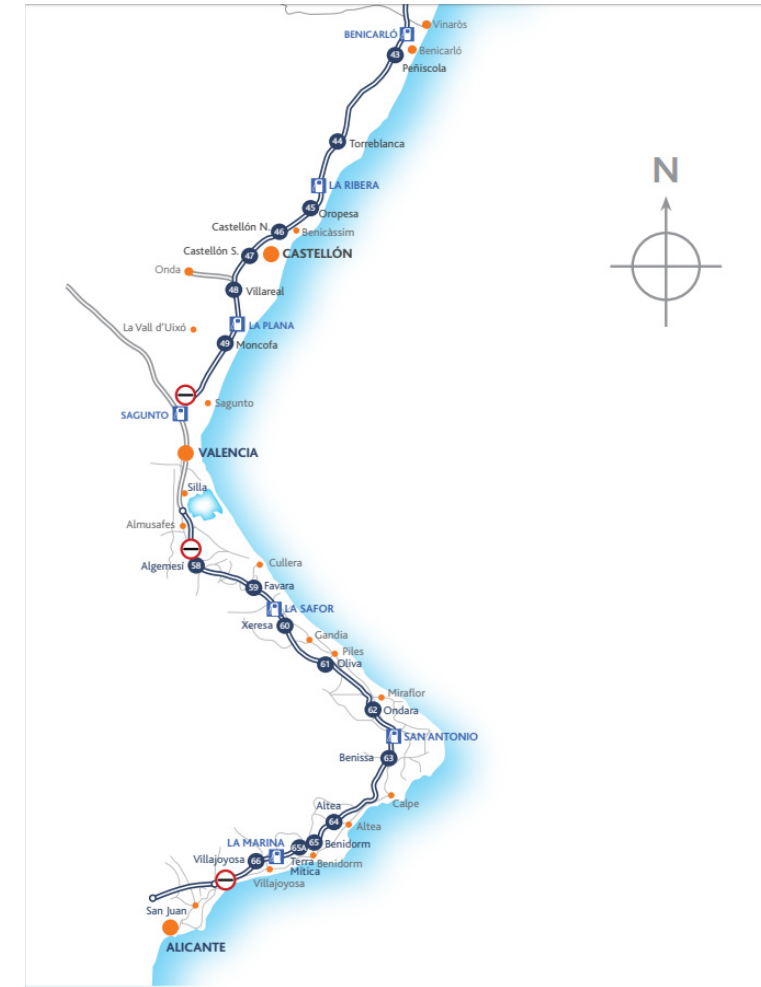 Vinaròs
BENICARLÓ
Benicarló
43
Peñiscola
44
Torreblanca
N
LA RIBERA
45
Oropesa
Castellón N.
46
Benicàssim
Castellón S.
47
CASTELLÓN
Onda
48
Villareal
La Vall d'Uixó
LA PLANA
49
Moncofa
Sagunto
SAGUNTO
VALENCIA
Silla
Almusafes
Algemesí
58
Cullera
59
Favara
LA SAFOR
Xeresa
60
Gandia
Piles
61
Oliva
Miraflor
62
Ondara
SAN ANTONIO
Benissa
63
Calpe
Altea
64
Altea
LA MARINA
65A
65
Benidorm
Villajoyosa
66
Terra
Mítica
Benidorm
Villajoyosa
San Juan
ALICANTE